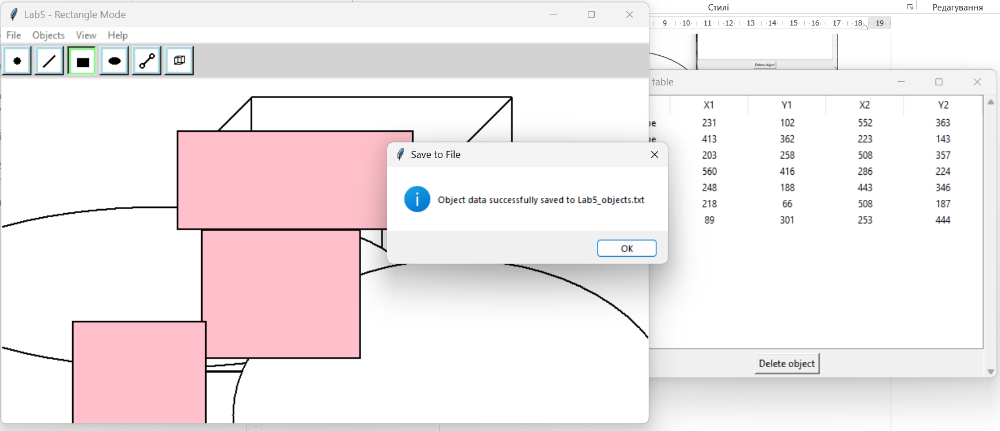 Lab5 - Rectangle Mode
File Objects View Help
Стилі
Редагування
9 10 11 12 13 14 15 16 17 18 19
Delete object
table
X1 Y1 X2 Y2
231 102 552 363
413 362 223 143
203 258 508 357
560 416 286 224
248 188 443 346
218 66 508 187
89 301 253 444
Delete object
Save to File
Object data successfully saved to Lab5_objects.txt
OK